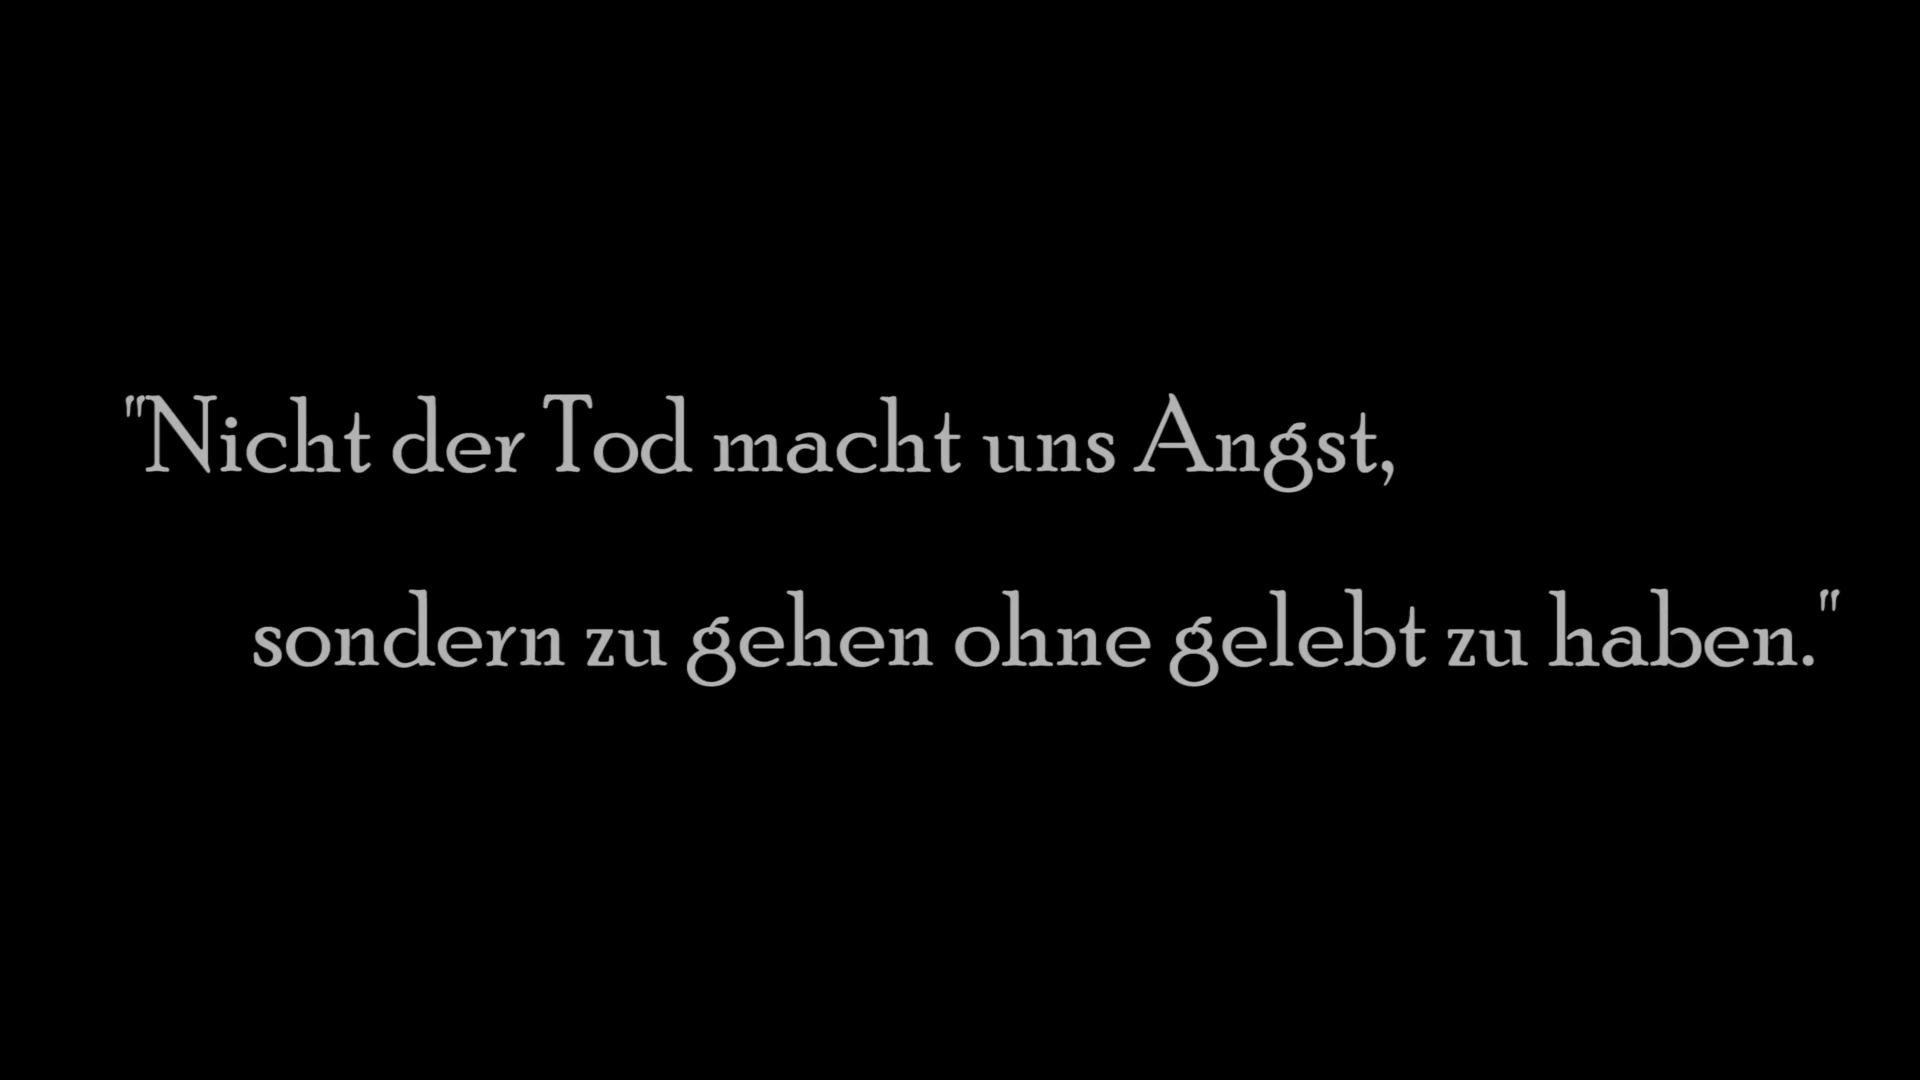 "Nicht der Tod macht uns Angst,
sondern zu gehen ohne gelebt zu haben."